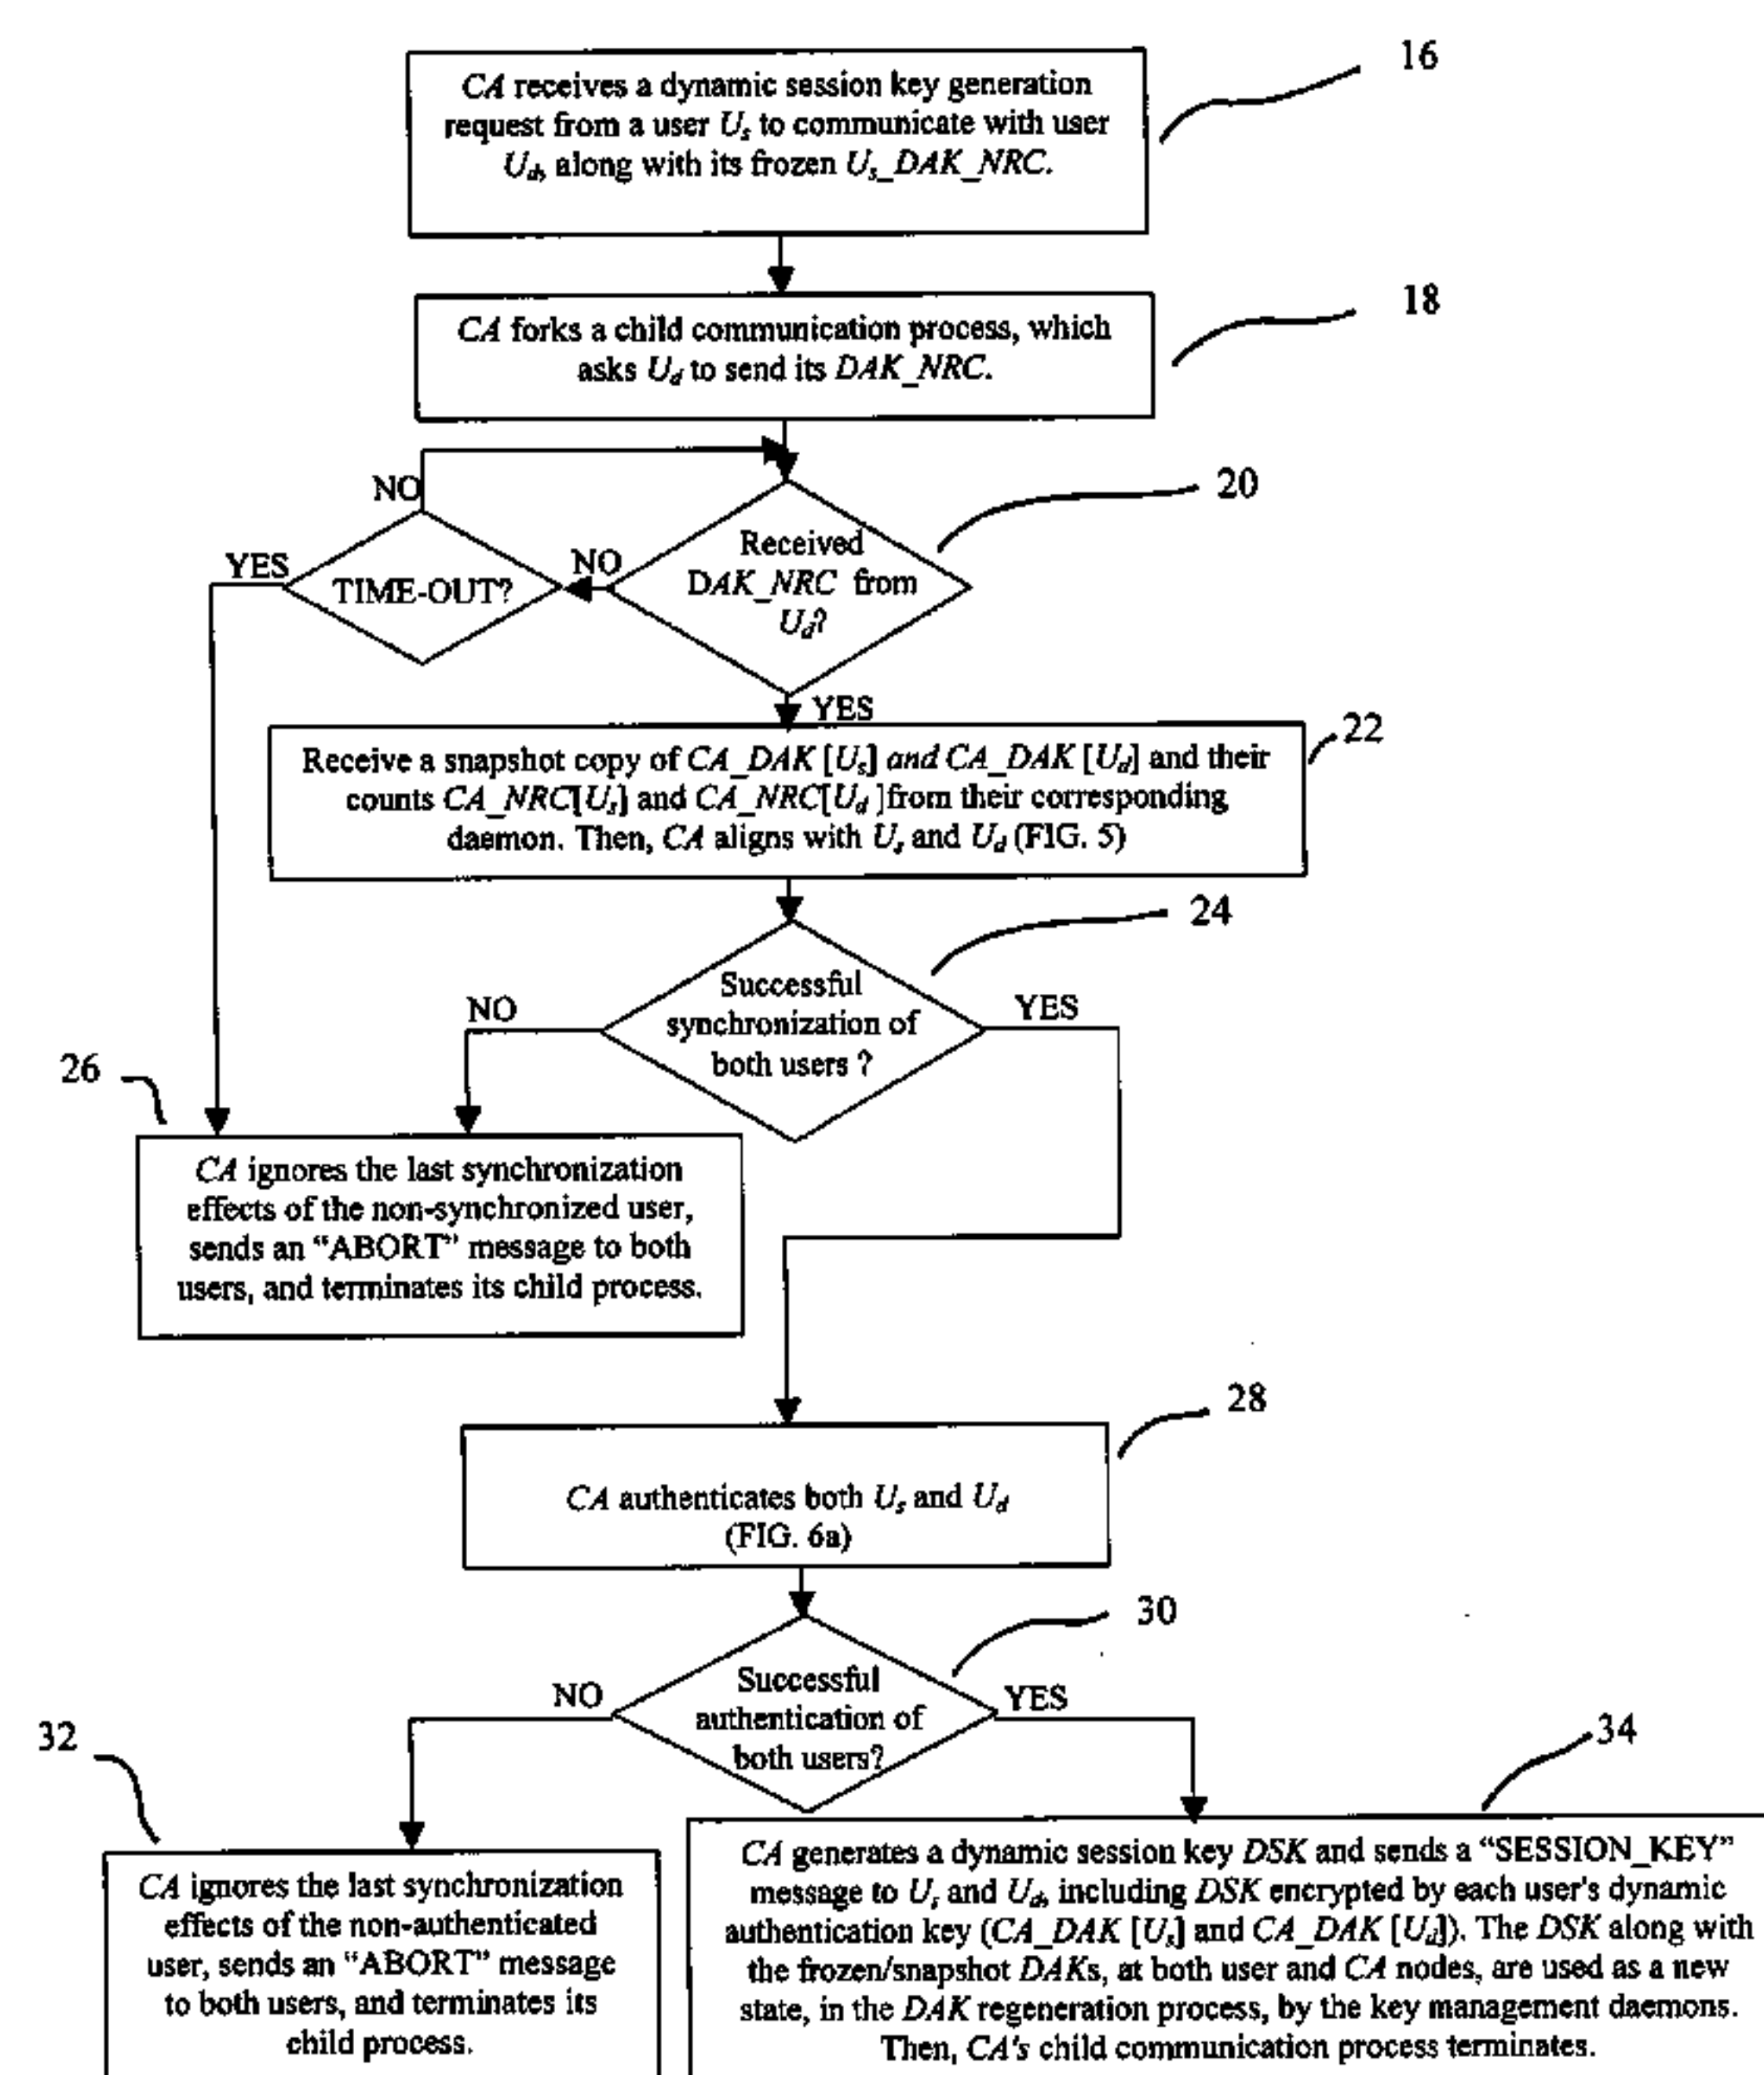 16
CA receives a dynamic session key generation
request from a user Us to communicate with user
Ud, along with its frozen Us_DAK_NRC.
18
CA forks a child communication process, which
asks Ud to send its DAK_NRC.
NO
20
YES
TIME-OUT?
NO
Received
DAK_NRC from
Ud?
YES
22
Receive a snapshot copy of CA_DAK [Us] and CA_DAK [Ud] and their
counts CA_NRC[Us] and CA_NRC[Ud ]from their corresponding
daemon. Then, CA aligns with Us and Ud (FIG. 5)
24
NO
Successful
synchronization of
both users ?
YES
26
CA ignores the last synchronization
effects of the non-synchronized user,
sends an “ABORT” message to both
users, and terminates its child process.
28
CA authenticates both Us and Ud
(FIG. 6a)
30
NO
Successful
authentication of
both users?
YES
32
CA ignores the last synchronization
effects of the non-authenticated
user, sends an “ABORT” message
to both users, and terminates its
child process.
34
CA generates a dynamic session key DSK and sends a “SESSION_KEY”
message to Us and Ud, including DSK encrypted by each user's dynamic
authentication key (CA_DAK [Us] and CA_DAK [Ud]). The DSK along with
the frozen/snapshot DAKs, at both user and CA nodes, are used as a new
state, in the DAK regeneration process, by the key management daemons.
Then, CA's child communication process terminates.